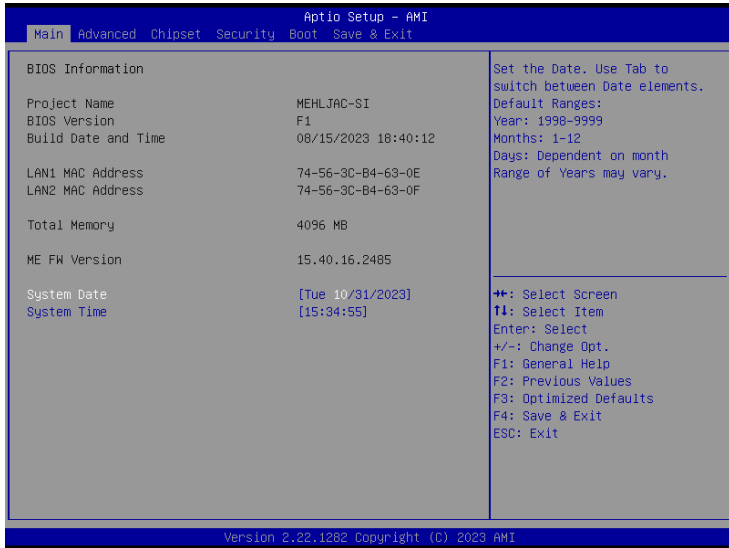 Aptio Setup – AMI
Main Advanced Chipset Security Boot Save & Exit
BIOS Information
Project Name MEHLJAC-SI
BIOS Version F1
Build Date and Time 08/15/2023 18:40:12
LAN1 MAC Address 74-56-3C-B4-63-0E
LAN2 MAC Address 74-56-3C-B4-63-0F
Total Memory 4096 MB
ME FW Version 15.40.16.2485
System Date [Tue 10/31/2023]
System Time [15:34:55]
Set the Date. Use Tab to
switch between Date elements.
Default Ranges:
Year: 1998-9999
Months: 1-12
Days: Dependent on month
Range of Years may vary.
→←: Select Screen
↑↓: Select Item
Enter: Select
+/-: Change Opt.
F1: General Help
F2: Previous Values
F3: Optimized Defaults
F4: Save & Exit
ESC: Exit
Version 2.22.1282 Copyright (C) 2023 AMI